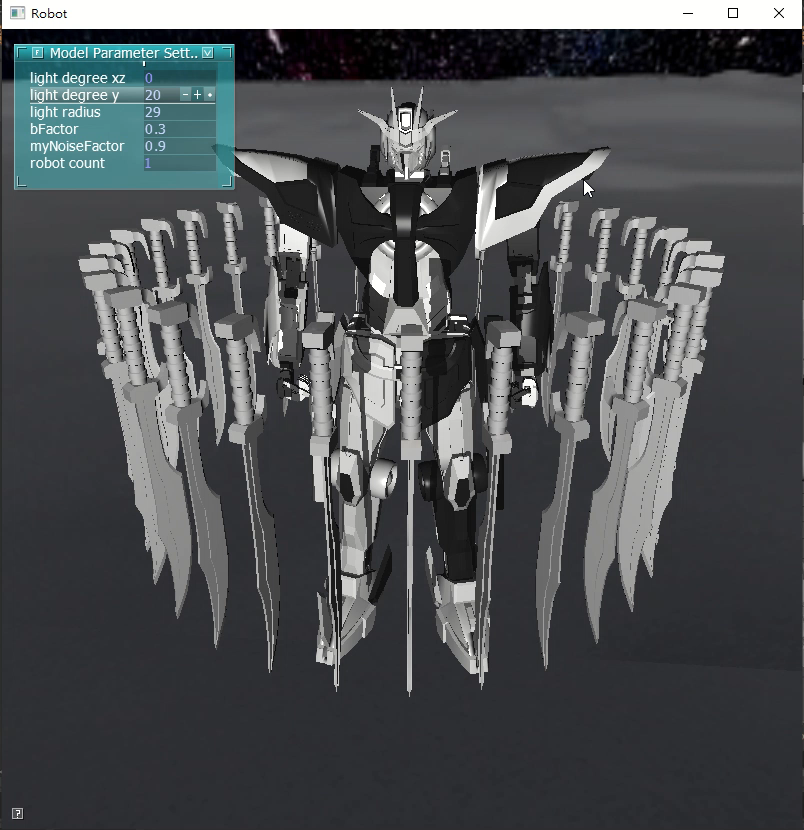 Robot
Model Parameter Sett..
light degree xz 0
light degree y 20 - +
light radius 29
bFactor 0.3
myNoiseFactor 0.9
robot count 1
?